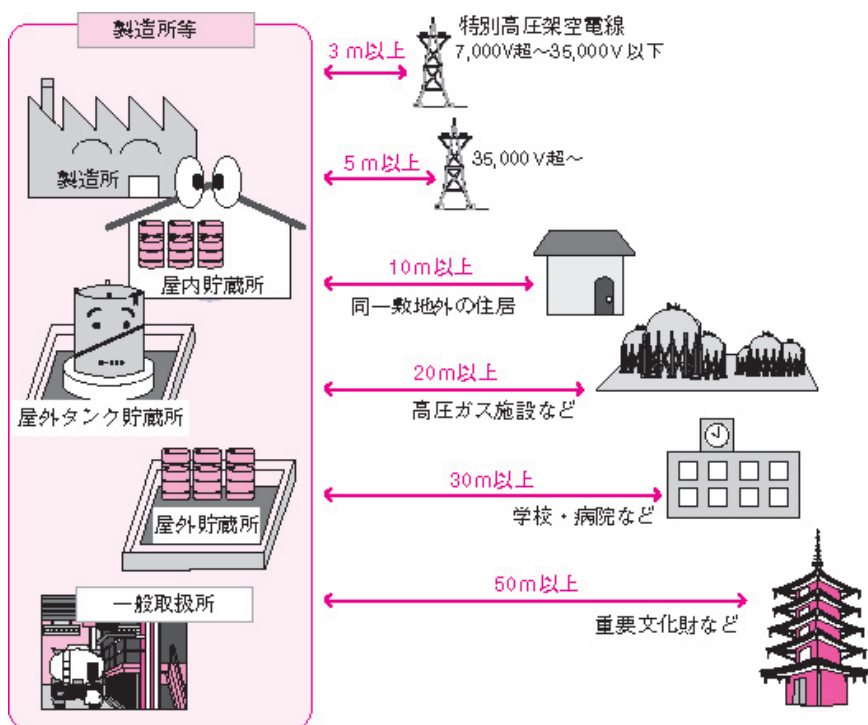 製造所等
製造所
屋内貯蔵所
屋外タンク貯蔵所
屋外貯蔵所
一般取扱所
3m以上
特別高圧架空電線
7,000V超～35,000V以下
5m以上
35,000V超～
10m以上
同一敷地外の住居
20m以上
高圧ガス施設など
30m以上
学校・病院など
50m以上
重要文化財など